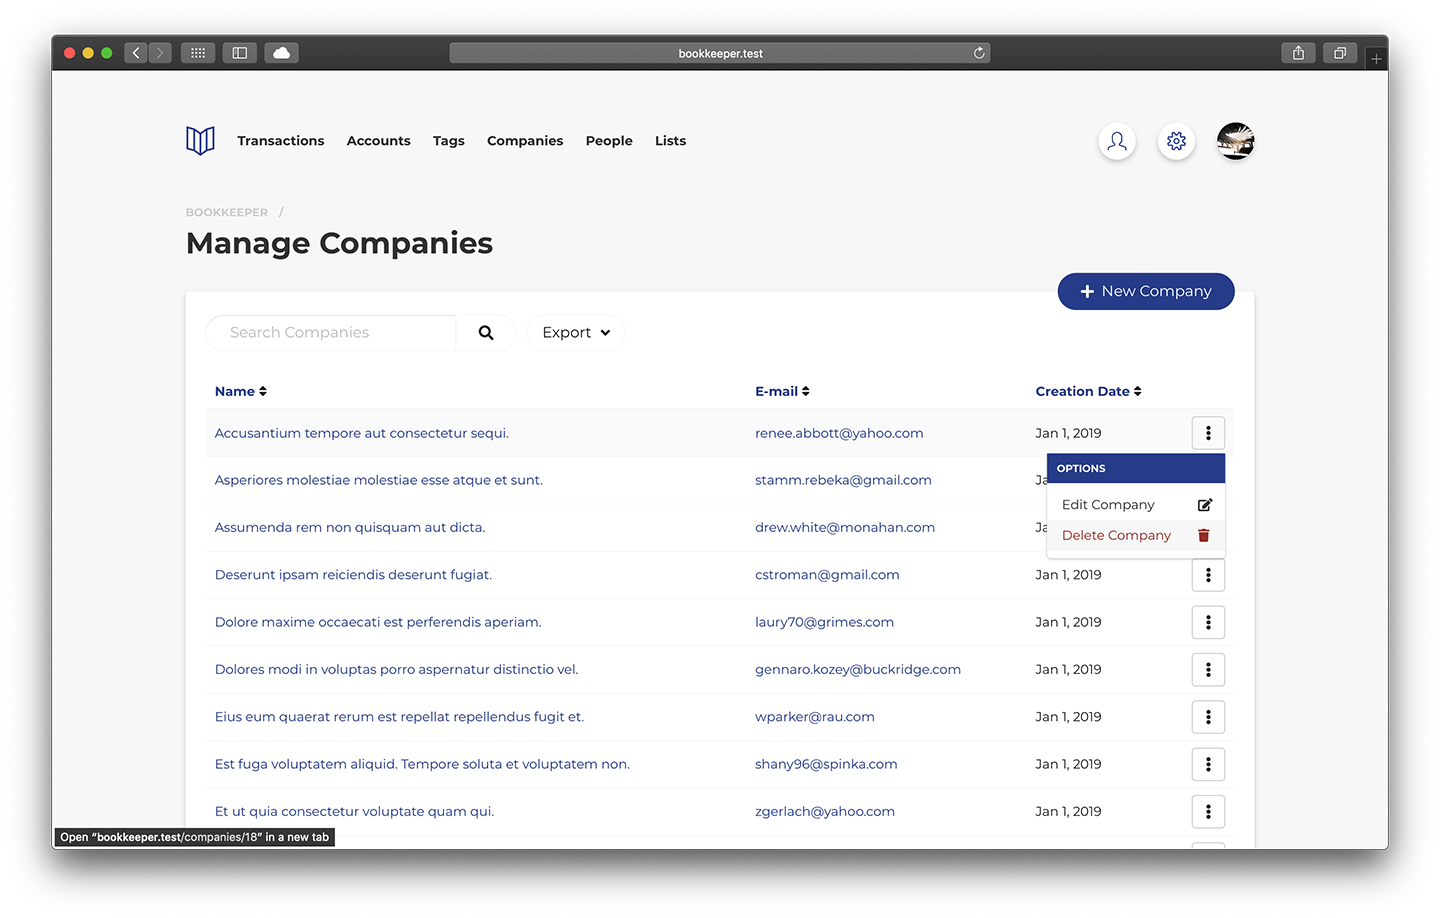 bookkeeper.test
Transactions Accounts Tags Companies People Lists
BOOKKEEPER /
Manage Companies
+ New Company
Search Companies Export
Name E-mail Creation Date
Accusantium tempore aut consectetur sequi. renee.abbott@yahoo.com Jan 1, 2019
OPTIONS
Asperiores molestiae molestiae esse atque et sunt. stamm.rebeka@gmail.com Ja
Edit Company
Assumenda rem non quisquam aut dicta. drew.white@monahan.com Ja
Delete Company
Deserunt ipsam reiciendis deserunt fugiat. cstroman@gmail.com Jan 1, 2019
Dolore maxime occaecati est perferendis aperiam. laury70@grimes.com Jan 1, 2019
Dolores modi in voluptas porro aspernatur distinctio vel. gennaro.kozey@buckridge.com Jan 1, 2019
Eius eum quaerat rerum est repellat repellendus fugit et. wparker@rau.com Jan 1, 2019
Est fuga voluptatem aliquid. Tempore soluta et voluptatem non. shany96@spinka.com Jan 1, 2019
Et ut quia consectetur voluptate quam qui. zgerlach@yahoo.com Jan 1, 2019
Open “bookkeeper.test/companies/18” in a new tab